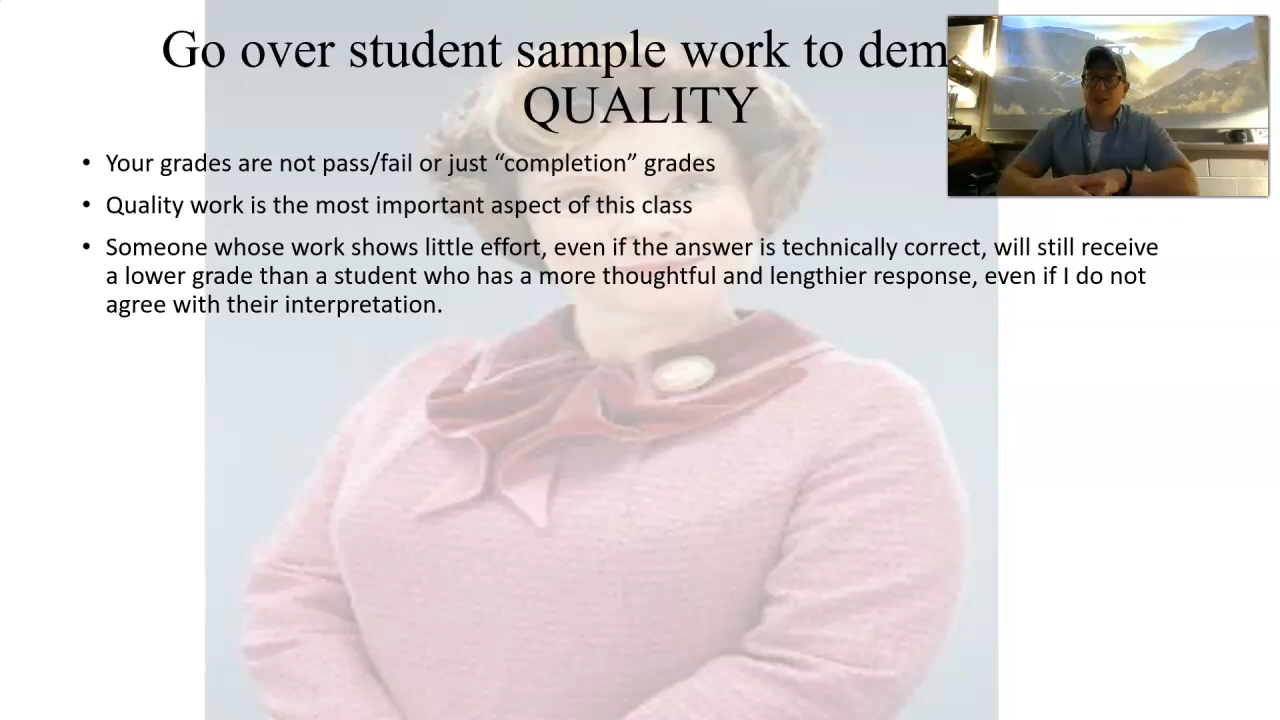 Go over student sample work to dem
QUALITY
• Your grades are not pass/fail or just “completion” grades
• Quality work is the most important aspect of this class
• Someone whose work shows little effort, even if the answer is technically correct, will still receive
a lower grade than a student who has a more thoughtful and lengthier response, even if I do not
agree with their interpretation.